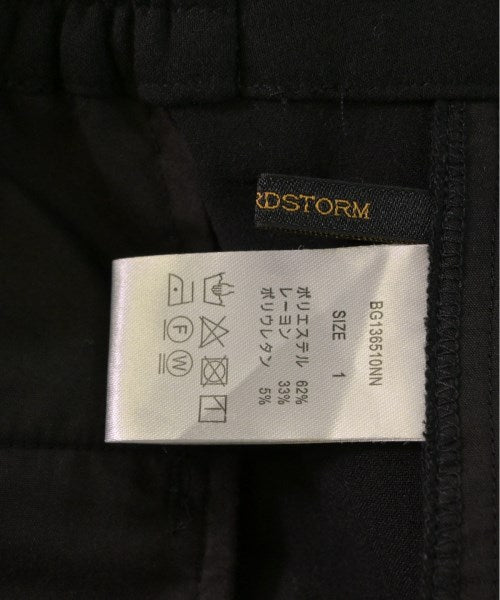 RDSTORM
BG136510NN
SIZE 1
ポリエステル 62%
レーヨン 33%
ポリウレタン 5%
F
W